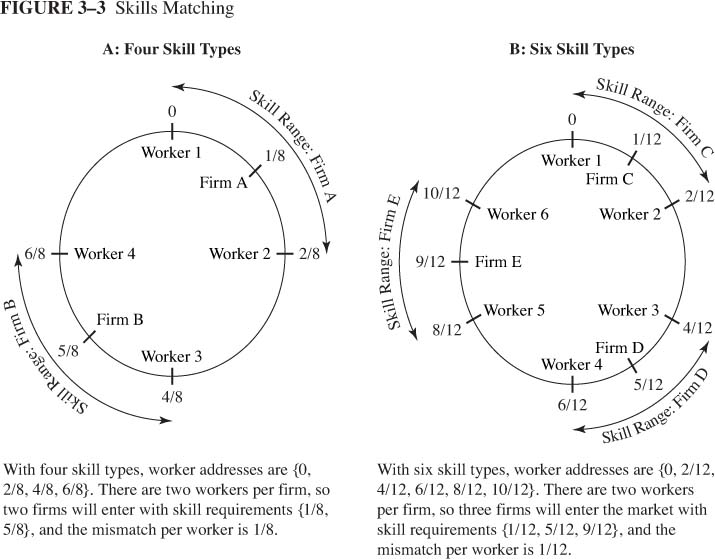 FIGURE 3–3 Skills Matching
A: Four Skill Types
0
Worker 1
1/8
Firm A
Skill Range: Firm A
6/8
Worker 4
Worker 2
2/8
Firm B
5/8
Skill Range: Firm B
Worker 3
4/8
With four skill types, worker addresses are {0,
2/8, 4/8, 6/8}. There are two workers per firm, so
two firms will enter with skill requirements {1/8,
5/8}, and the mismatch per worker is 1/8.
B: Six Skill Types
Skill Range: Firm C
0
1/12
Worker 1
Firm C
2/12
10/12
Worker 6
Worker 2
Skill Range: Firm E
9/12
Firm E
Worker 5
Worker 3
8/12
4/12
Firm D
Worker 4
5/12
6/12
Skill Range: Firm D
With six skill types, worker addresses are {0, 2/12,
4/12, 6/12, 8/12, 10/12}. There are two workers
per firm, so three firms will enter the market with
skill requirements {1/12, 5/12, 9/12}, and the
mismatch per worker is 1/12.